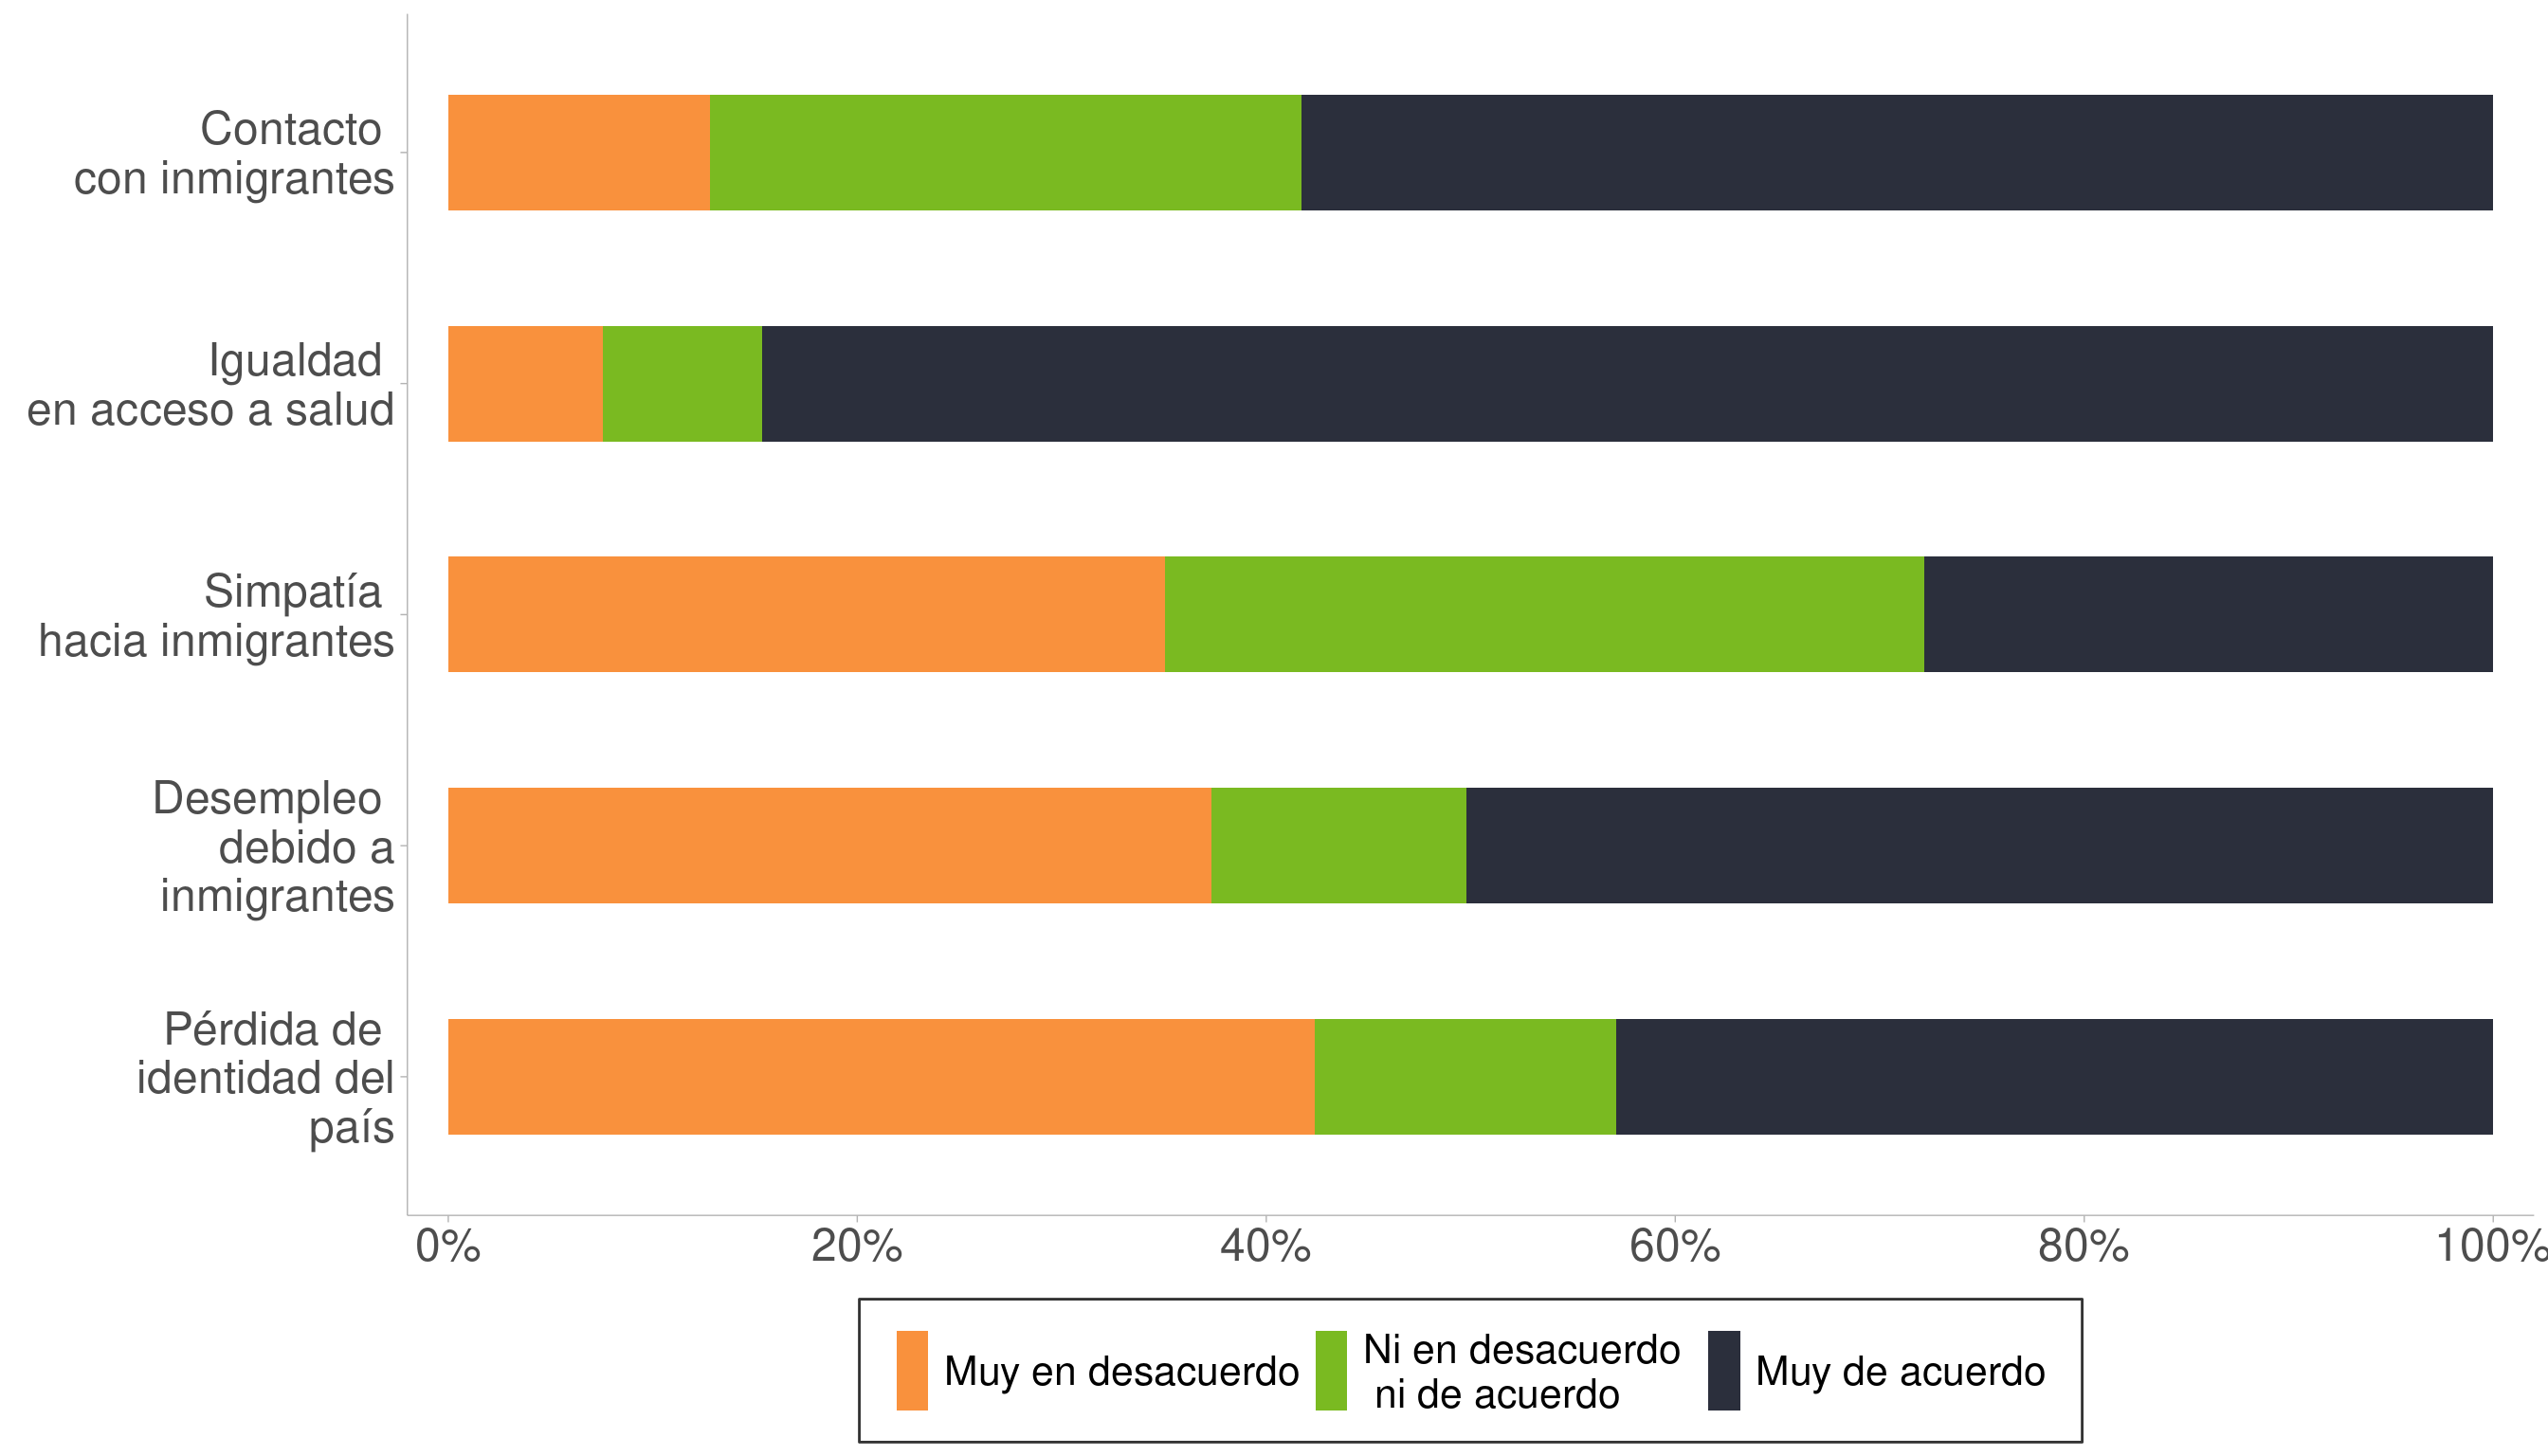 Contacto
con inmigrantes
Igualdad
en acceso a salud
Simpatía
hacia inmigrantes
Desempleo
debido a
inmigrantes
Pérdida de
identidad del
país
0% 20% 40% 60% 80% 100%
Muy en desacuerdo
Ni en desacuerdo
ni de acuerdo
Muy de acuerdo